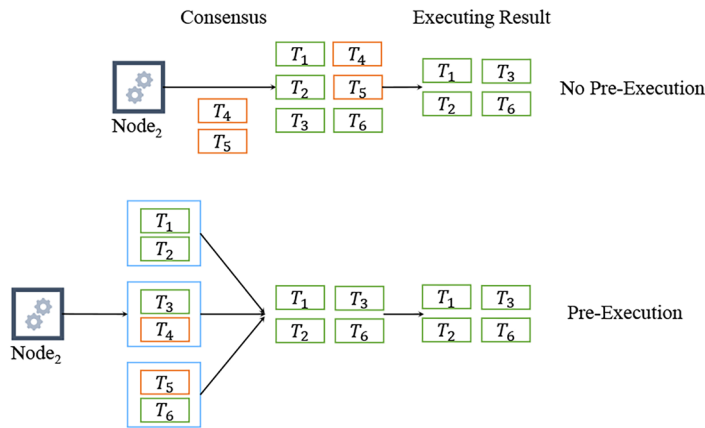 Consensus Executing Result
T₁ T₄
T₂ T₅
T₃ T₆
T₁ T₃
T₂ T₆
No Pre-Execution
T₄
T₅
Node₂
T₁
T₂
T₃
T₄
T₅
T₆
Node₂
T₁ T₃
T₂ T₆
T₁ T₃
T₂ T₆
Pre-Execution